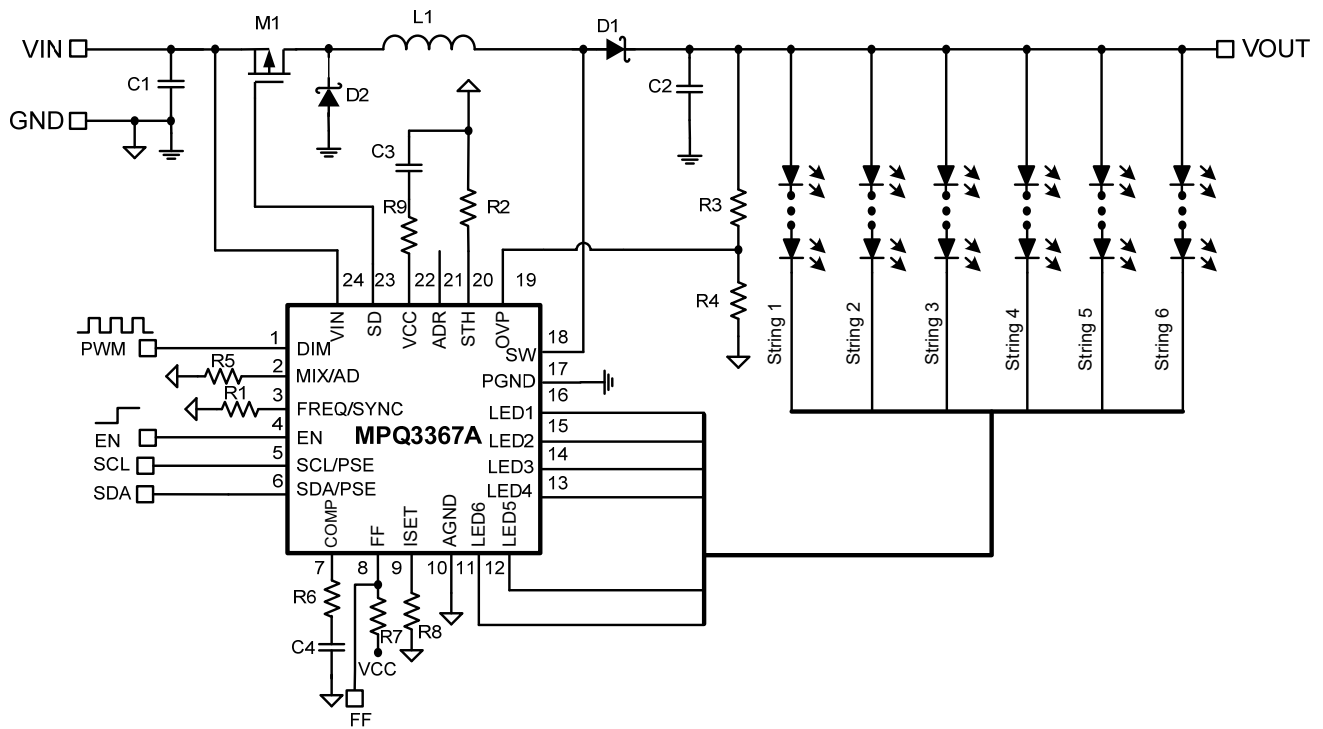 M1
L1
D1
VIN
VOUT
C1
D2
C2
GND
C3
R9
R2
R3
R4
24
23
22
21
20
19
VIN
SD
VCC
ADR
STH
OVP
String 1
String 2
String 3
String 4
String 5
String 6
PWM
1
DIM
18
SW
R5
2
MIX/AD
17
PGND
R1
3
FREQ/SYNC
16
LED1
EN
4
EN
MPQ3367A
15
LED2
SCL
5
SCL/PSE
14
LED3
SDA
6
SDA/PSE
13
LED4
COMP
FF
ISET
AGND
LED6
LED5
7
8
9
10
11
12
R6
R7
R8
C4
VCC
FF